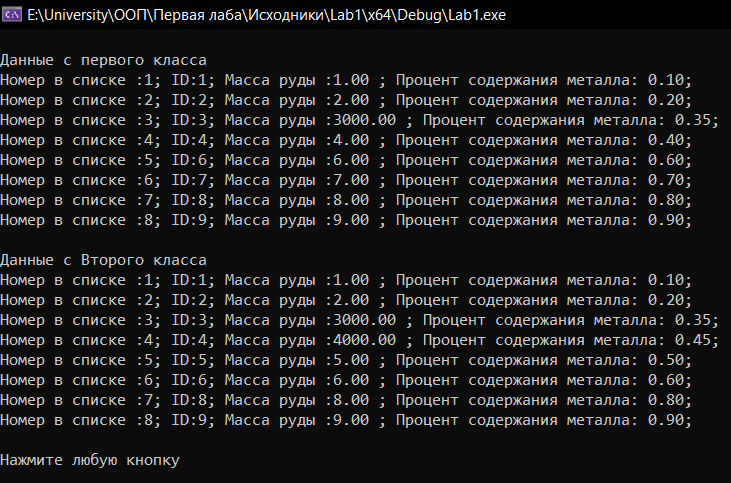 E:\University\ООП\Первая лаба\Исходники\Lab1\x64\Debug\Lab1.exe
Данные с первого класса
Номер в списке :1; ID:1; Масса руды :1.00 ; Процент содержания металла: 0.10;
Номер в списке :2; ID:2; Масса руды :2.00 ; Процент содержания металла: 0.20;
Номер в списке :3; ID:3; Масса руды :3000.00 ; Процент содержания металла: 0.35;
Номер в списке :4; ID:4; Масса руды :4.00 ; Процент содержания металла: 0.40;
Номер в списке :5; ID:6; Масса руды :6.00 ; Процент содержания металла: 0.60;
Номер в списке :6; ID:7; Масса руды :7.00 ; Процент содержания металла: 0.70;
Номер в списке :7; ID:8; Масса руды :8.00 ; Процент содержания металла: 0.80;
Номер в списке :8; ID:9; Масса руды :9.00 ; Процент содержания металла: 0.90;
Данные с Второго класса
Номер в списке :1; ID:1; Масса руды :1.00 ; Процент содержания металла: 0.10;
Номер в списке :2; ID:2; Масса руды :2.00 ; Процент содержания металла: 0.20;
Номер в списке :3; ID:3; Масса руды :3000.00 ; Процент содержания металла: 0.35;
Номер в списке :4; ID:4; Масса руды :4000.00 ; Процент содержания металла: 0.45;
Номер в списке :5; ID:5; Масса руды :5.00 ; Процент содержания металла: 0.50;
Номер в списке :6; ID:6; Масса руды :6.00 ; Процент содержания металла: 0.60;
Номер в списке :7; ID:8; Масса руды :8.00 ; Процент содержания металла: 0.80;
Номер в списке :8; ID:9; Масса руды :9.00 ; Процент содержания металла: 0.90;
Нажмите любую кнопку